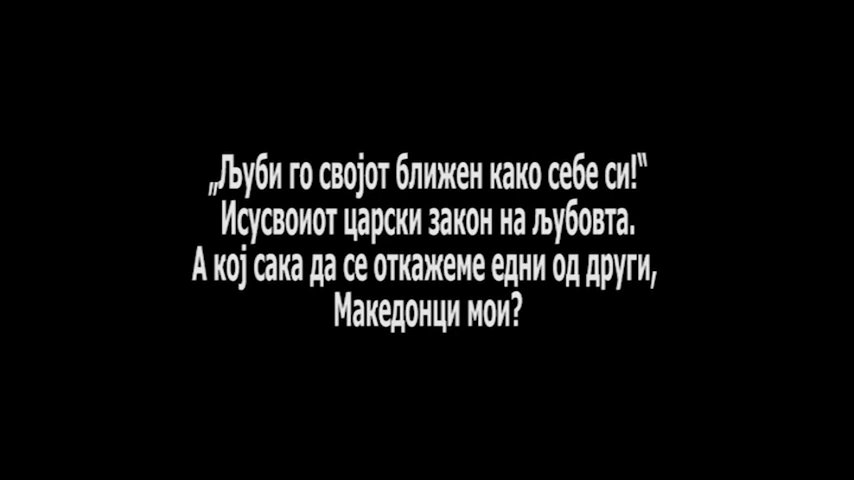 „Љуби го својот ближен како себе си!“
Исусвоиот царски закон на љубовта.
А кој сака да се откажеме едни од други,
Македонци мои?